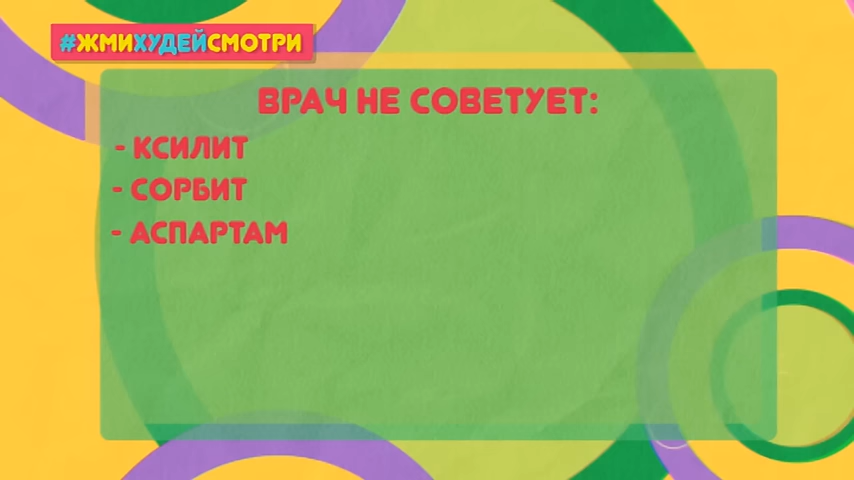 #ЖМИХУДЕЙСМОТРИ
ВРАЧ НЕ СОВЕТУЕТ:
- КСИЛИТ
- СОРБИТ
- АСПАРТАМ